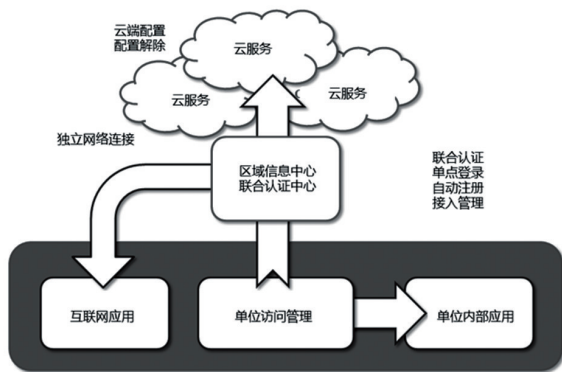 云端配置
配置解除
云服务
云服务
云服务
独立网络连接
区域信息中心
联合认证中心
联合认证
单点登录
自动注册
接入管理
互联网应用
单位访问管理
单位内部应用